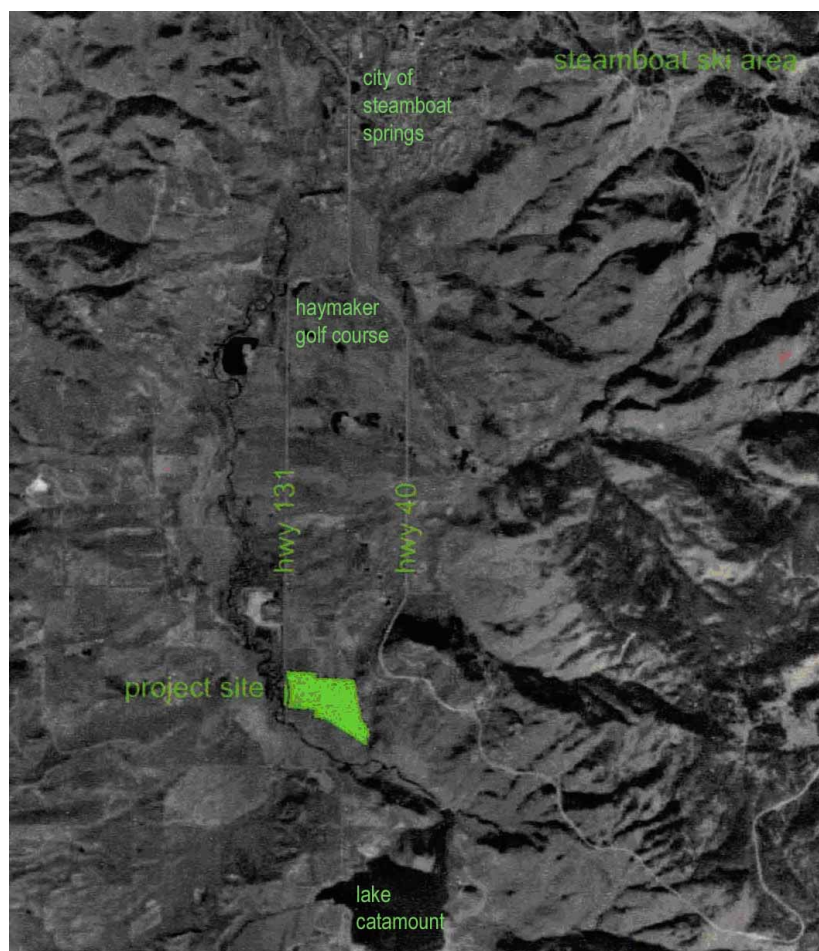 steamboat ski area
city of
steamboat
springs
haymaker
golf course
hwy 131
hwy 40
project site
lake
catamount